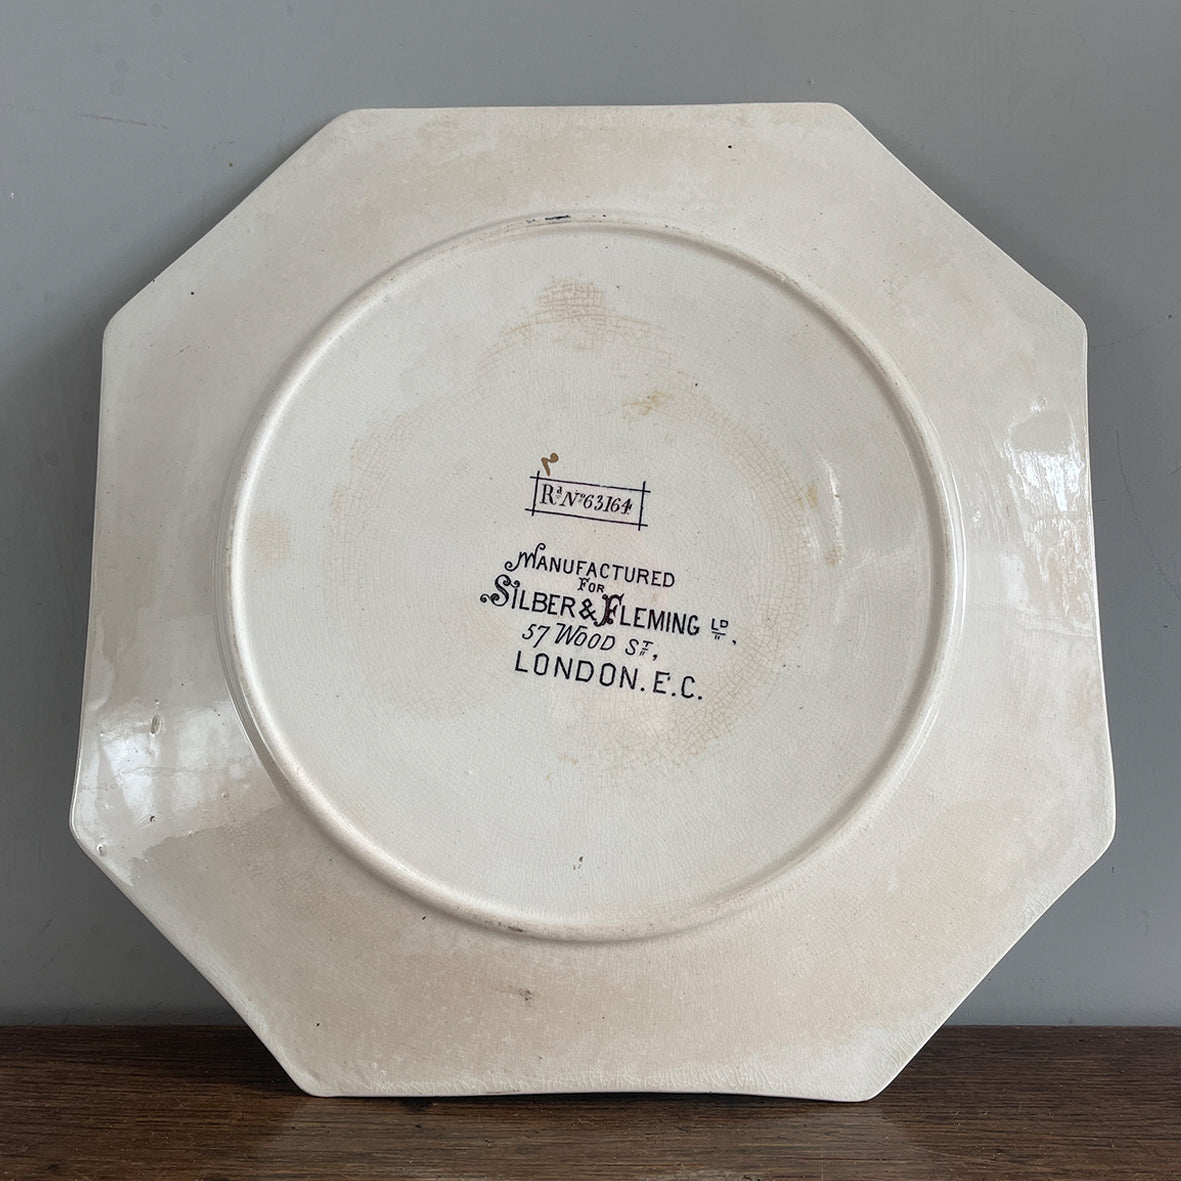 Rd No 63164
MANUFACTURED
FOR
SILBER & FLEMING LD,
57 WOOD ST,
LONDON. E.C.